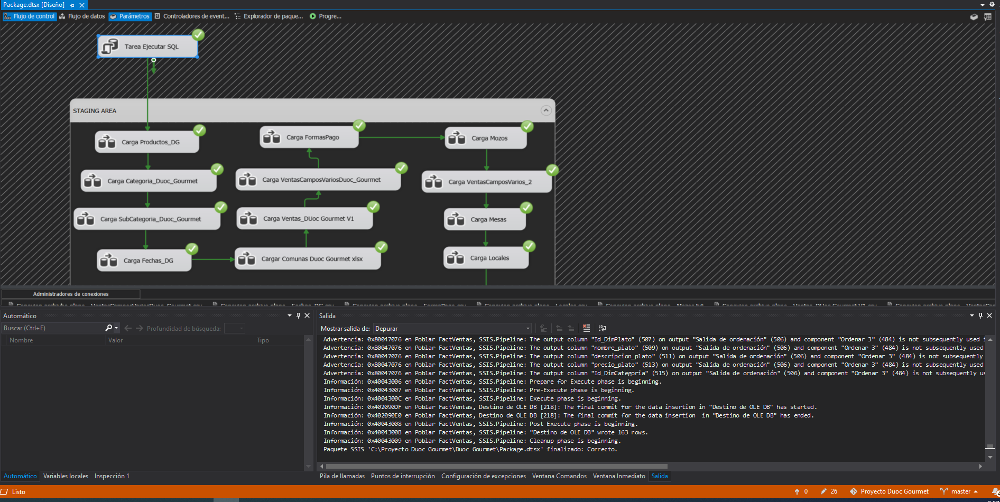 Package.dtsx [Diseño]
Flujo de control Flujo de datos Parámetros Controladores de event... Explorador de paque... Progre...
Tarea Ejecutar SQL
STAGING AREA
Carga Productos_DG
Carga Categoria_Duoc_Gourmet
Carga SubCategoria_Duoc_Gourmet
Carga Fechas_DG
Cargar Comunas Duoc Gourmet xlsx
Carga Ventas_DUoc Gourmet V1
Carga VentasCamposVariosDuoc_Gourmet
Carga FormasPago
Carga Mozos
Carga VentasCamposVarios_2
Carga Mesas
Carga Locales
Administradores de conexiones
Automático
Buscar (Ctrl+E) Profundidad de búsqueda:
Nombre Valor Tipo
Automático Variables locales Inspección 1
Salida
Mostrar salida de: Depurar
Advertencia: 0x80047076 en Poblar FactVentas, SSIS.Pipeline: The output column "Id_DimPlato" (507) on output "Salida de ordenación" (506) and component "Ordenar 3" (484) is not subsequently used
Advertencia: 0x80047076 en Poblar FactVentas, SSIS.Pipeline: The output column "nombre_plato" (509) on output "Salida de ordenación" (506) and component "Ordenar 3" (484) is not subsequently used
Advertencia: 0x80047076 en Poblar FactVentas, SSIS.Pipeline: The output column "descripcion_plato" (511) on output "Salida de ordenación" (506) and component "Ordenar 3" (484) is not subsequently
Advertencia: 0x80047076 en Poblar FactVentas, SSIS.Pipeline: The output column "precio_plato" (513) on output "Salida de ordenación" (506) and component "Ordenar 3" (484) is not subsequently used
Advertencia: 0x80047076 en Poblar FactVentas, SSIS.Pipeline: The output column "Id_DimCategoria" (515) on output "Salida de ordenación" (506) and component "Ordenar 3" (484) is not subsequently us
Información: 0x40043006 en Poblar FactVentas, SSIS.Pipeline: Prepare for Execute phase is beginning.
Información: 0x40043007 en Poblar FactVentas, SSIS.Pipeline: Pre-Execute phase is beginning.
Información: 0x4004300C en Poblar FactVentas, SSIS.Pipeline: Execute phase is beginning.
Información: 0x402090DF en Poblar FactVentas, Destino de OLE DB [218]: The final commit for the data insertion in "Destino de OLE DB" has started.
Información: 0x402090E0 en Poblar FactVentas, Destino de OLE DB [218]: The final commit for the data insertion  in "Destino de OLE DB" has ended.
Información: 0x40043008 en Poblar FactVentas, SSIS.Pipeline: Post Execute phase is beginning.
Información: 0x4004300B en Poblar FactVentas, SSIS.Pipeline: "Destino de OLE DB" wrote 163 rows.
Información: 0x40043009 en Poblar FactVentas, SSIS.Pipeline: Cleanup phase is beginning.
Paquete SSIS 'C:\Proyecto Duoc Gourmet\Duoc Gourmet\Package.dtsx' finalizado: Correcto.
Pila de llamadas Puntos de interrupción Configuración de excepciones Ventana Comandos Ventana Inmediato Salida
Listo 0 26 Proyecto Duoc Gourmet master